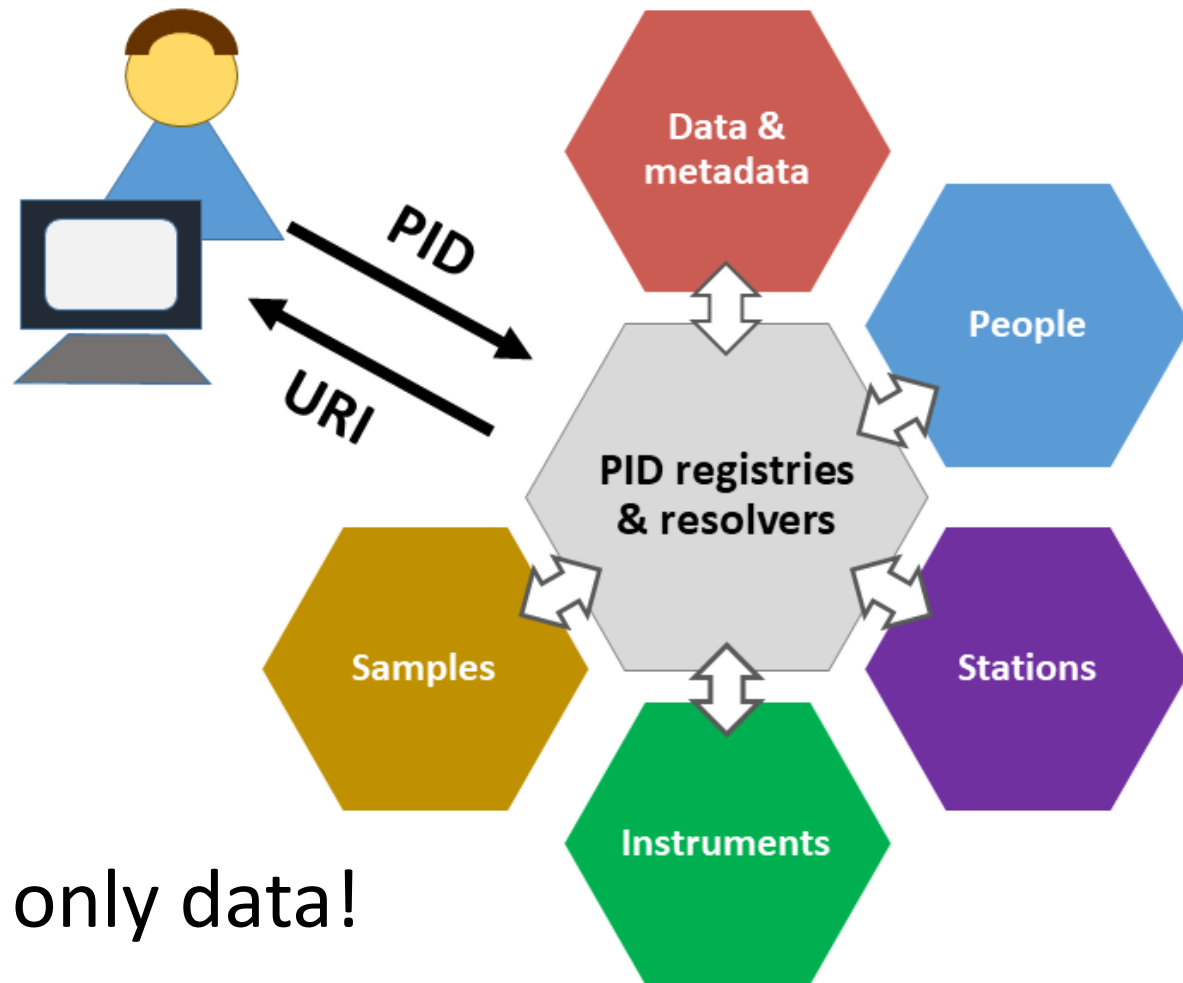 Data &
metadata
PID
URI
People
PID registries
& resolvers
Samples
Stations
Instruments
only data!